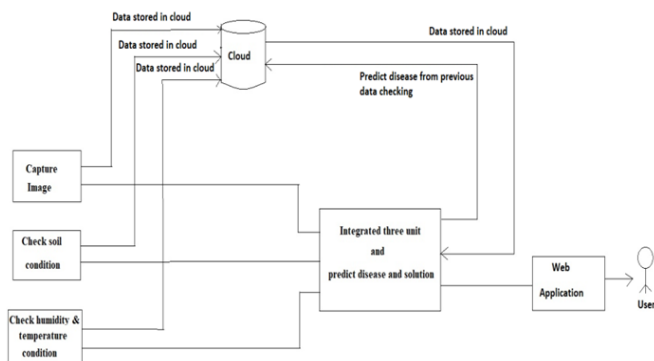 Data stored in cloud
Data stored in cloud
Data stored in cloud
Cloud
Data stored in cloud
Predict disease from previous
data checking
Capture
Image
Check soil
condition
Check humidity &
temperature
condition
Integrated three unit
and
predict disease and solution
Web
Application
User